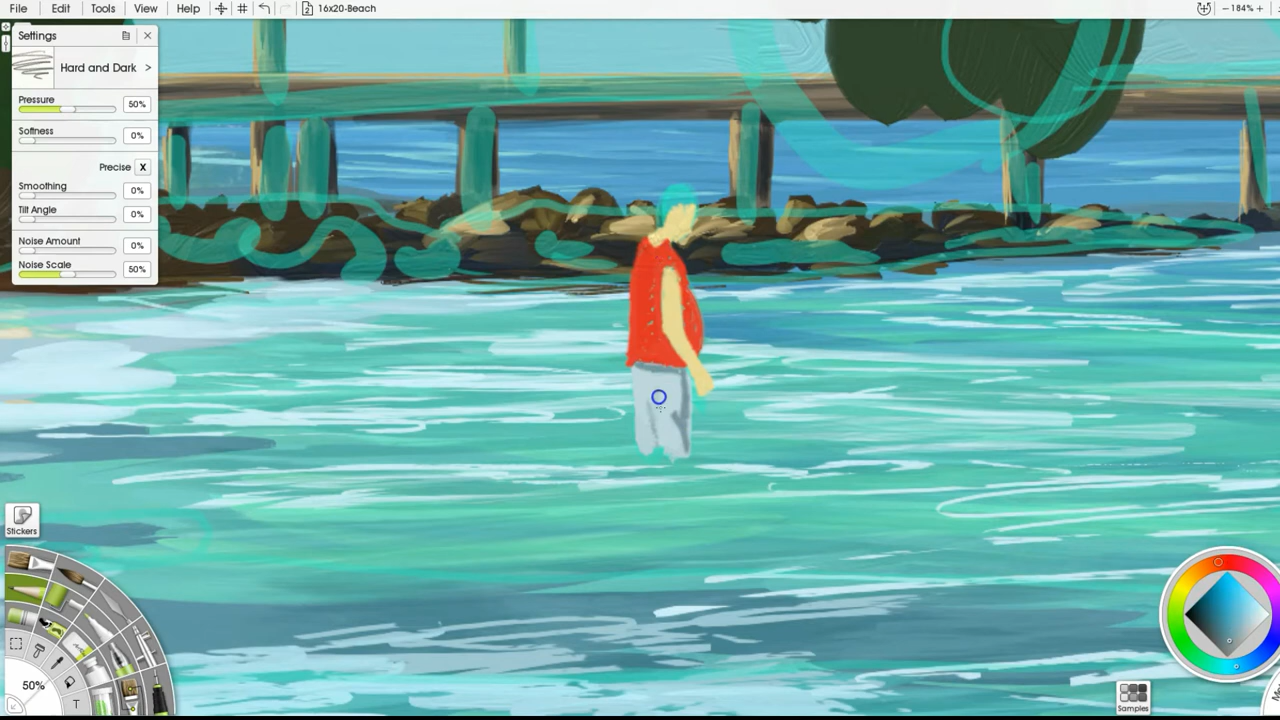 File Edit Tools View Help 16x20-Beach −184% +
Settings
Hard and Dark >
Pressure 50%
Softness 0%
Precise X
Smoothing 0%
Tilt Angle 0%
Noise Amount 0%
Noise Scale 50%
Stickers
50%
T
Samples